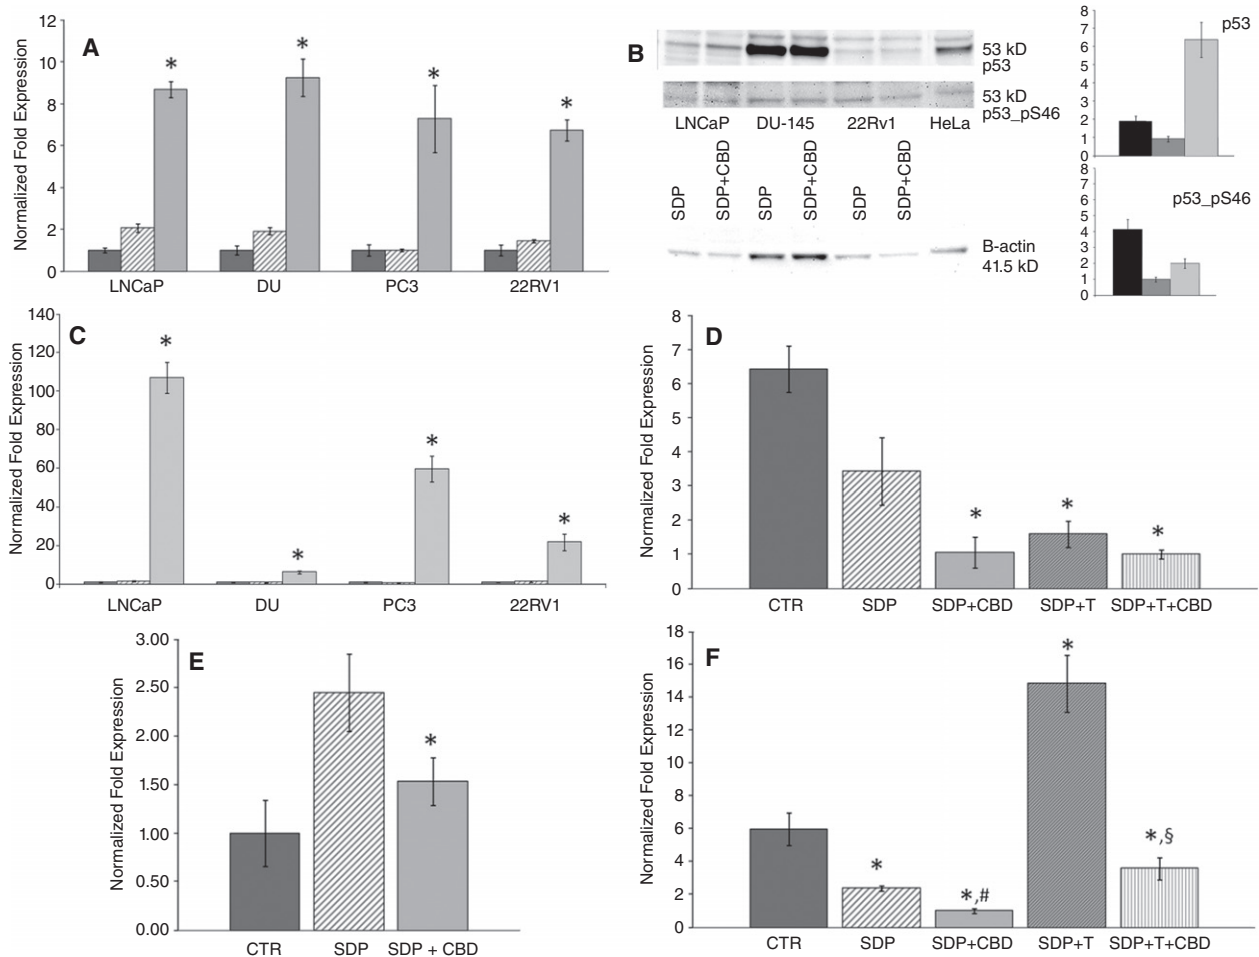 A
Normalized Fold Expression
12
10
8
6
4
2
0
*
*
*
*
LNCaP
DU
PC3
22RV1
B
53 kD
p53
53 kD
p53_pS46
LNCaP
DU-145
22Rv1
HeLa
SDP
SDP+CBD
SDP
SDP+CBD
SDP
SDP+CBD
B-actin
41.5 kD
p53
8
7
6
5
4
3
2
1
0
p53_pS46
8
7
6
5
4
3
2
1
0
C
Normalized Fold Expression
140
120
100
80
60
40
20
0
*
*
*
*
LNCaP
DU
PC3
22RV1
D
Normalized Fold Expression
8
7
6
5
4
3
2
1
0
*
*
*
CTR
SDP
SDP+CBD
SDP+T
SDP+T+CBD
E
Normalized Fold Expression
3.00
2.50
2.00
1.50
1.00
0.50
0.00
*
CTR
SDP
SDP + CBD
F
Normalized Fold Expression
18
16
14
12
10
8
6
4
2
0
*
*,#
*
*,§
CTR
SDP
SDP+CBD
SDP+T
SDP+T+CBD